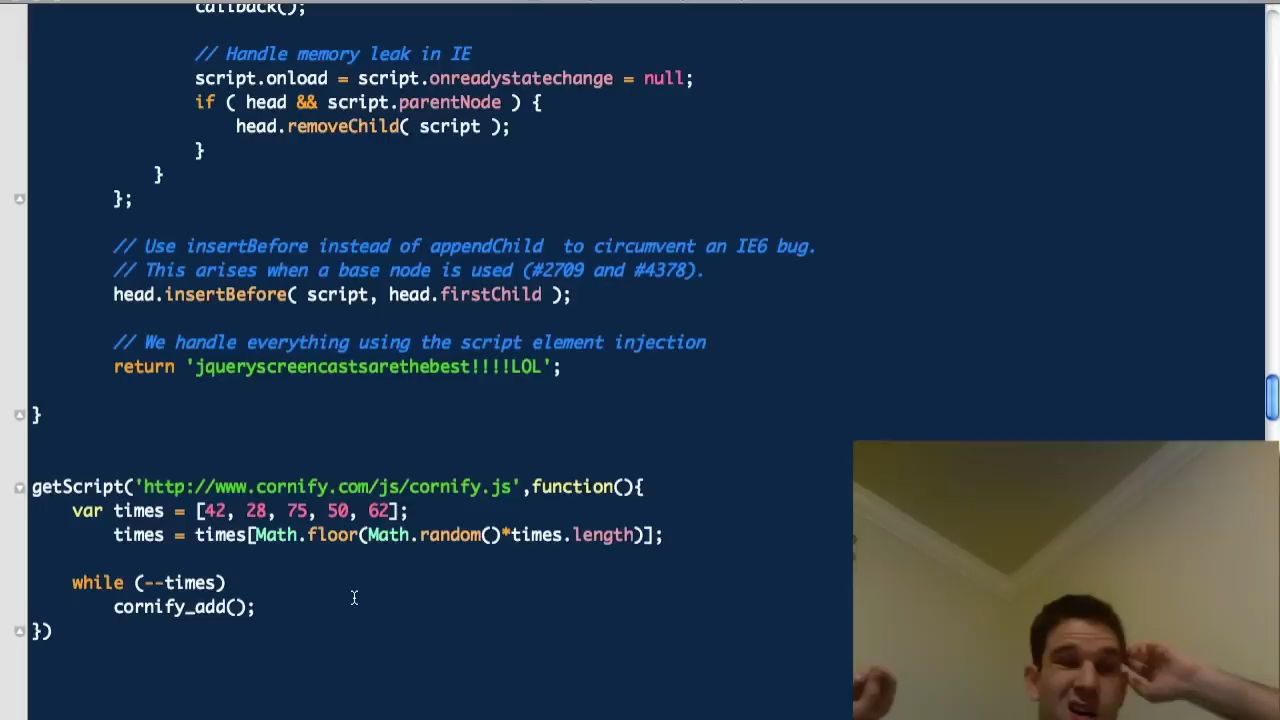 callback();
// Handle memory leak in IE
script.onload = script.onreadystatechange = null;
if ( head && script.parentNode ) {
head.removeChild( script );
}
}
};
// Use insertBefore instead of appendChild  to circumvent an IE6 bug.
// This arises when a base node is used (#2709 and #4378).
head.insertBefore( script, head.firstChild );
// We handle everything using the script element injection
return 'jqueryscreencastsarethebest!!!!LOL';
}
getScript('http://www.cornify.com/js/cornify.js',function(){
var times = [42, 28, 75, 50, 62];
times = times[Math.floor(Math.random()*times.length)];
while (--times)
cornify_add();
})